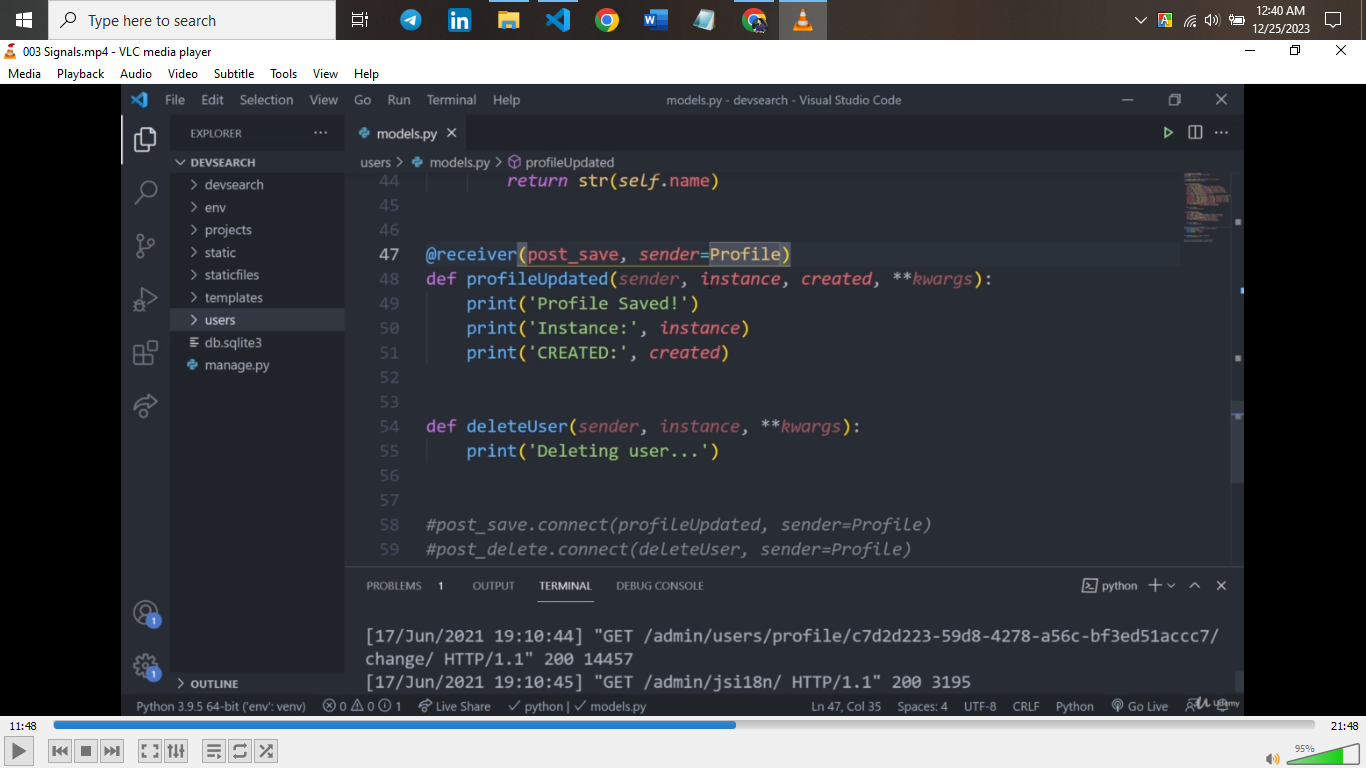 Type here to search
12:40 AM
12/25/2023
003 Signals.mp4 - VLC media player
Media Playback Audio Video Subtitle Tools View Help
File Edit Selection View Go Run Terminal Help
models.py - devsearch - Visual Studio Code
EXPLORER
models.py
DEVSEARCH
users > models.py > profileUpdated
devsearch
env
projects
static
staticfiles
templates
users
db.sqlite3
manage.py
44 return str(self.name)
45
46
47 @receiver(post_save, sender=Profile)
48 def profileUpdated(sender, instance, created, **kwargs):
49 print('Profile Saved!')
50 print('Instance:', instance)
51 print('CREATED:', created)
52
53
54 def deleteUser(sender, instance, **kwargs):
55 print('Deleting user...')
56
57
58 #post_save.connect(profileUpdated, sender=Profile)
59 #post_delete.connect(deleteUser, sender=Profile)
PROBLEMS 1 OUTPUT TERMINAL DEBUG CONSOLE
python
[17/Jun/2021 19:10:44] "GET /admin/users/profile/c7d2d223-59d8-4278-a56c-bf3ed51accc7/
change/ HTTP/1.1" 200 14457
[17/Jun/2021 19:10:45] "GET /admin/jsi18n/ HTTP/1.1" 200 3195
1
1
OUTLINE
Python 3.9.5 64-bit ('env': venv) 0 0 1 Live Share python | models.py Ln 47, Col 35 Spaces: 4 UTF-8 CRLF Python Go Live
Udemy
11:48
21:48
95%